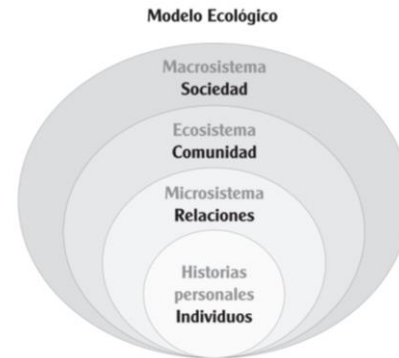 Modelo Ecológico
Macrosistema
Sociedad
Ecosistema
Comunidad
Microsistema
Relaciones
Historias
personales
Individuos